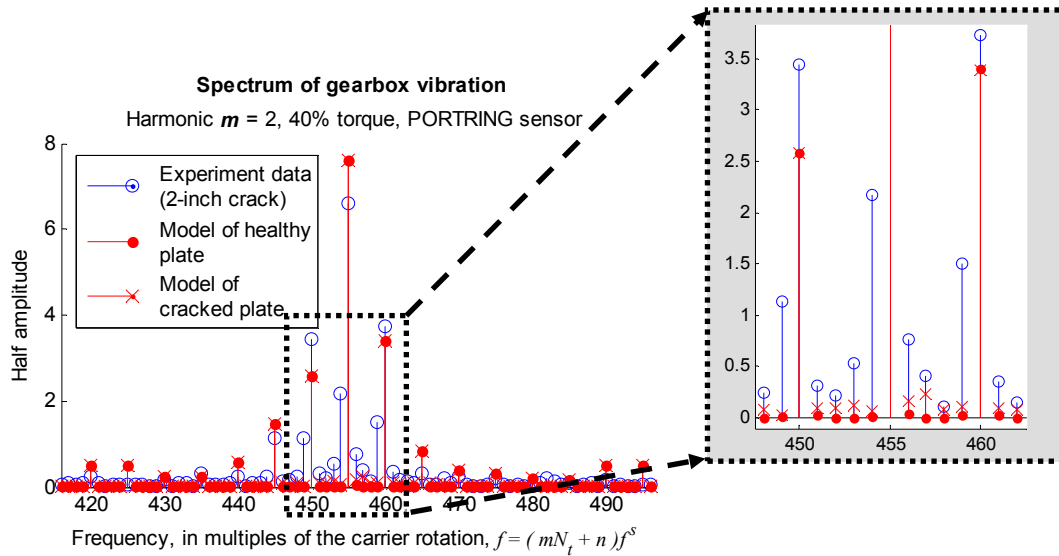 Spectrum of gearbox vibration
Harmonic m = 2, 40% torque, PORTRING sensor
8
6
4
2
0
Half amplitude
Experiment data
(2-inch crack)
Model of healthy
plate
Model of
cracked plate
420 430 440 450 460 470 480 490
Frequency, in multiples of the carrier rotation, f = ( mN_t + n ) f^s
3.5
3
2.5
2
1.5
1
0.5
0
450 455 460